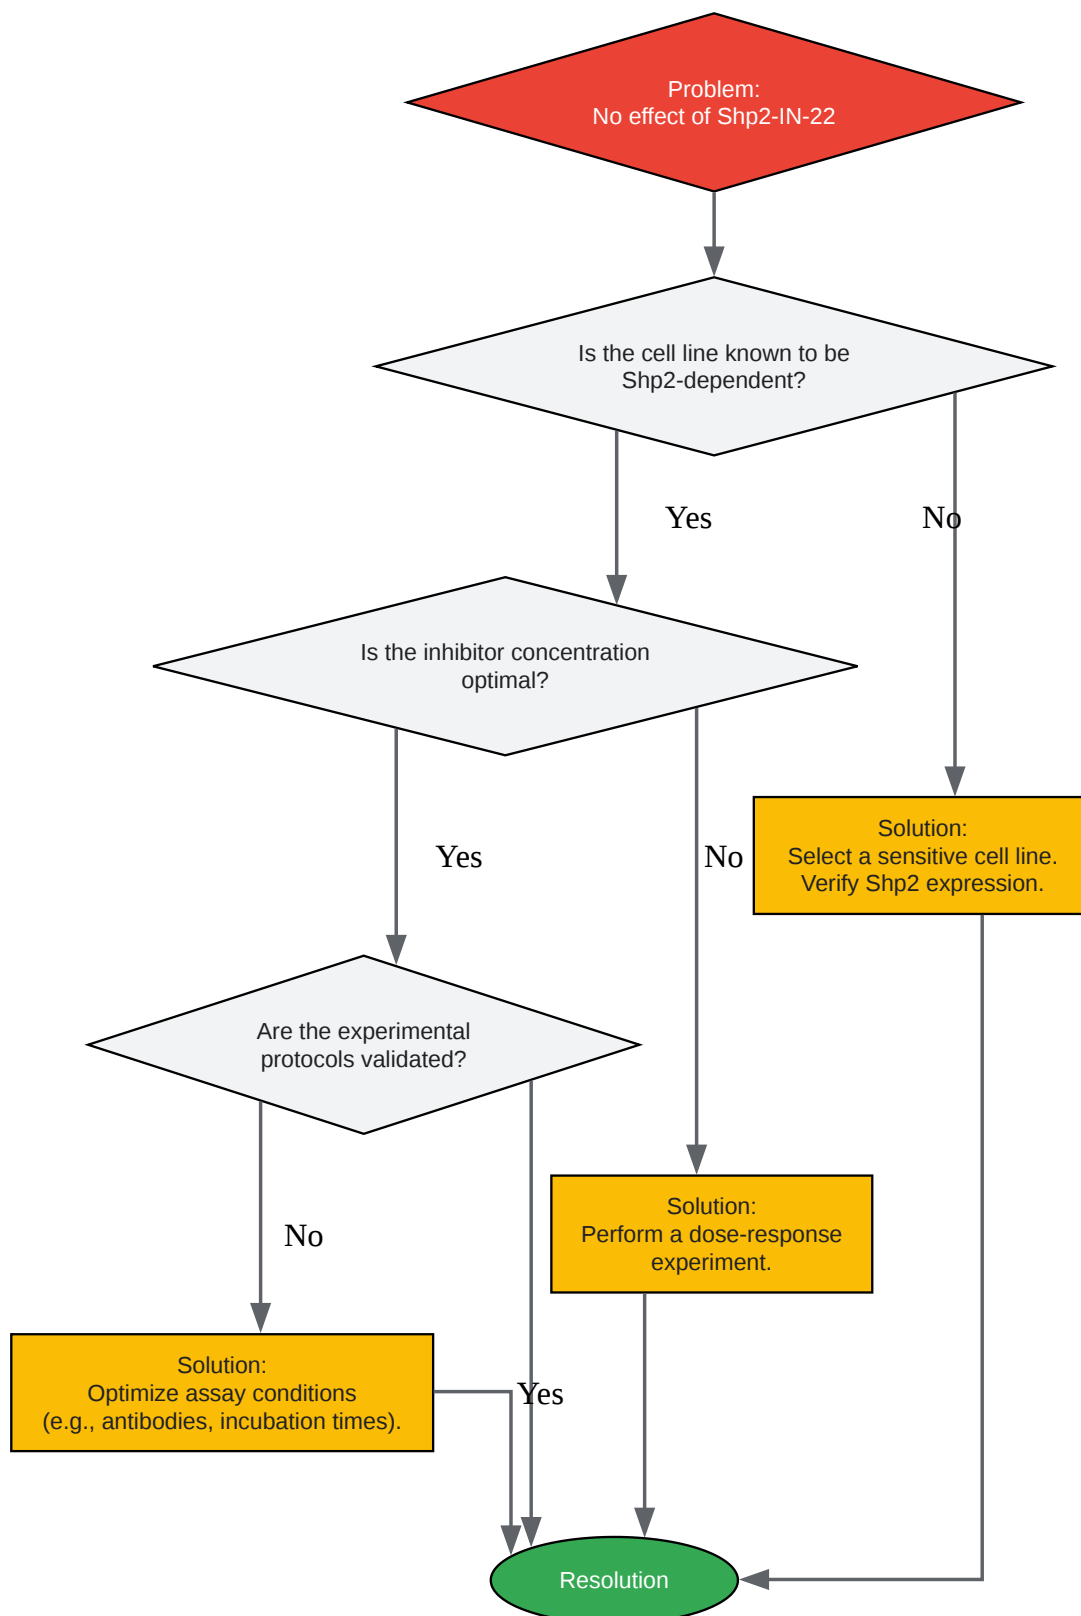 Problem:
No effect of Shp2-IN-22
Is the cell line known to be
Shp2-dependent?
Yes
No
Is the inhibitor concentration
optimal?
Yes
No
Solution:
Select a sensitive cell line.
Verify Shp2 expression.
Are the experimental
protocols validated?
No
Solution:
Perform a dose-response
experiment.
Solution:
Optimize assay conditions
(e.g., antibodies, incubation times).
Yes
Resolution